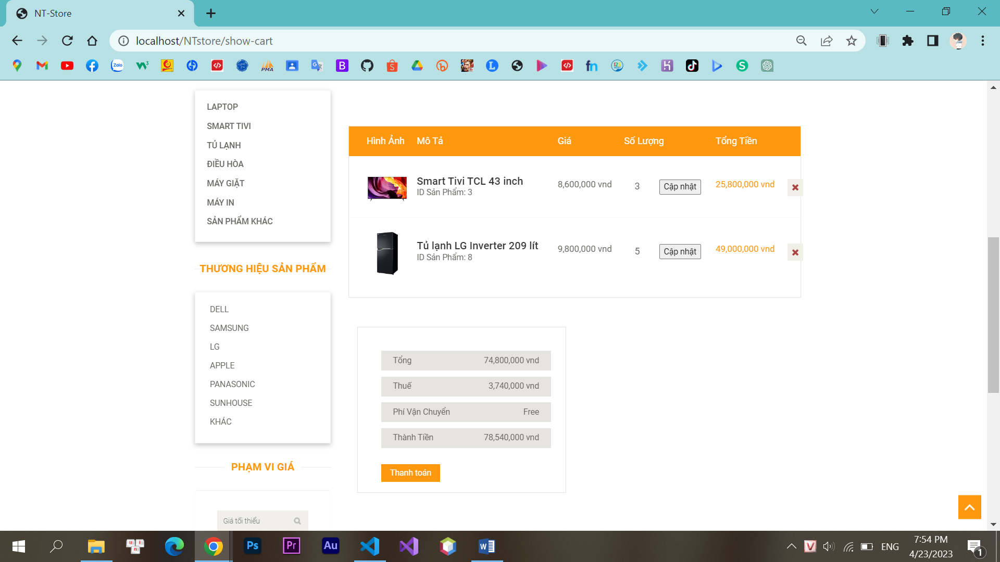 NT-Store
localhost/NTstore/show-cart
LAPTOP
SMART TIVI
TỦ LẠNH
ĐIỀU HÒA
MÁY GIẶT
MÁY IN
SẢN PHẨM KHÁC
THƯƠNG HIỆU SẢN PHẨM
DELL
SAMSUNG
LG
APPLE
PANASONIC
SUNHOUSE
KHÁC
PHẠM VI GIÁ
Giá tối thiểu
Hình Ảnh Mô Tả Giá Số Lượng Tổng Tiền
Smart Tivi TCL 43 inch
ID Sản Phẩm: 3
8,600,000 vnd 3 Cập nhật 25,800,000 vnd
Tủ lạnh LG Inverter 209 lít
ID Sản Phẩm: 8
9,800,000 vnd 5 Cập nhật 49,000,000 vnd
Tổng 74,800,000 vnd
Thuế 3,740,000 vnd
Phí Vận Chuyển Free
Thành Tiền 78,540,000 vnd
Thanh toán
Ps Pr Au
ENG
7:54 PM
4/23/2023
1